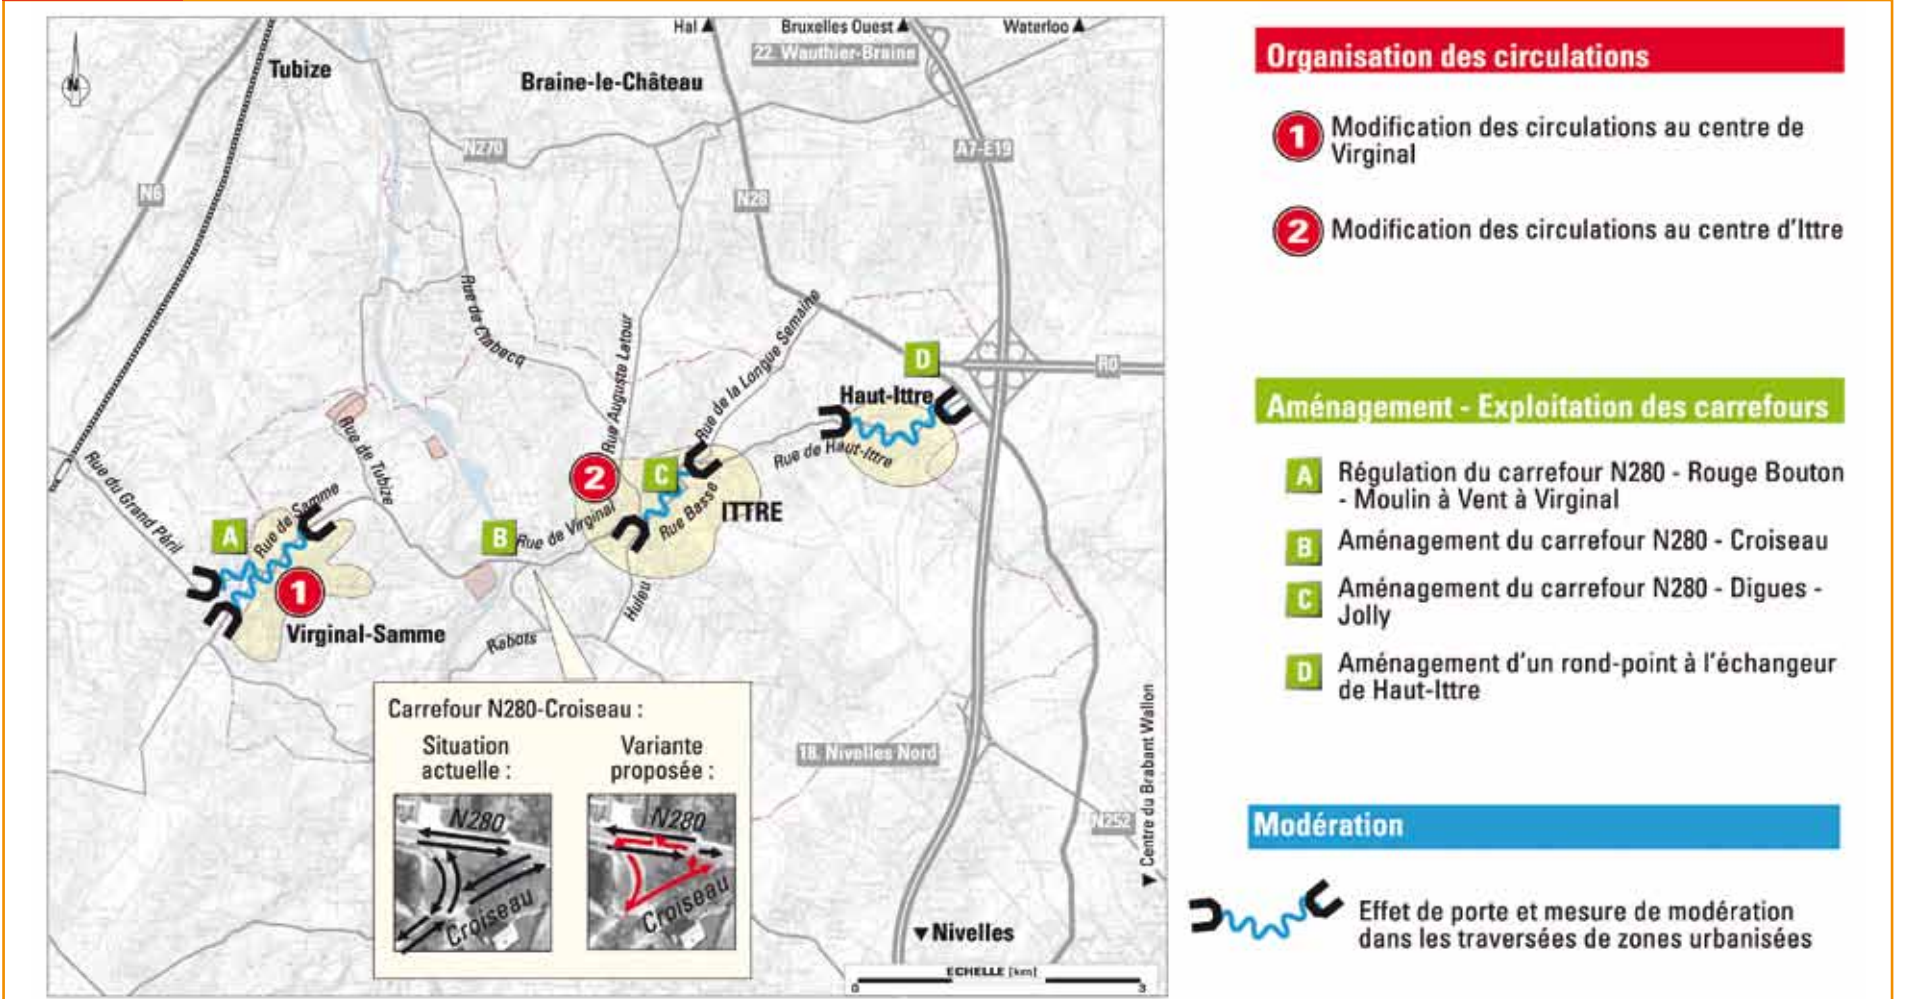 Hal
Bruxelles Ouest
Waterloo
22. Wauthier-Braine
Tubize
Braine-le-Château
N
N270
A7-E19
N6
N28
Rue de Clabecq
Rue Auguste Latour
Rue de la Longue Semaine
D
R0
Haut-Ittre
Rue de Tubize
Rue de Haut-Ittre
Rue du Grand Péril
Rue de Samme
2
C
Rue Basse
ITTRE
A
B
Rue de Virginal
1
Huleu
Virginal-Samme
Rabots
Carrefour N280-Croiseau :
Situation
actuelle :
Variante
proposée :
N280
Croiseau
N280
Croiseau
18. Nivelles Nord
N252
Centre du Brabant Wallon
Nivelles
ECHELLE [km]
0
3
Organisation des circulations
1 Modification des circulations au centre de
Virginal
2 Modification des circulations au centre d'Ittre
Aménagement - Exploitation des carrefours
A Régulation du carrefour N280 - Rouge Bouton
- Moulin à Vent à Virginal
B Aménagement du carrefour N280 - Croiseau
C Aménagement du carrefour N280 - Digues -
Jolly
D Aménagement d'un rond-point à l'échangeur
de Haut-Ittre
Modération
Effet de porte et mesure de modération
dans les traversées de zones urbanisées